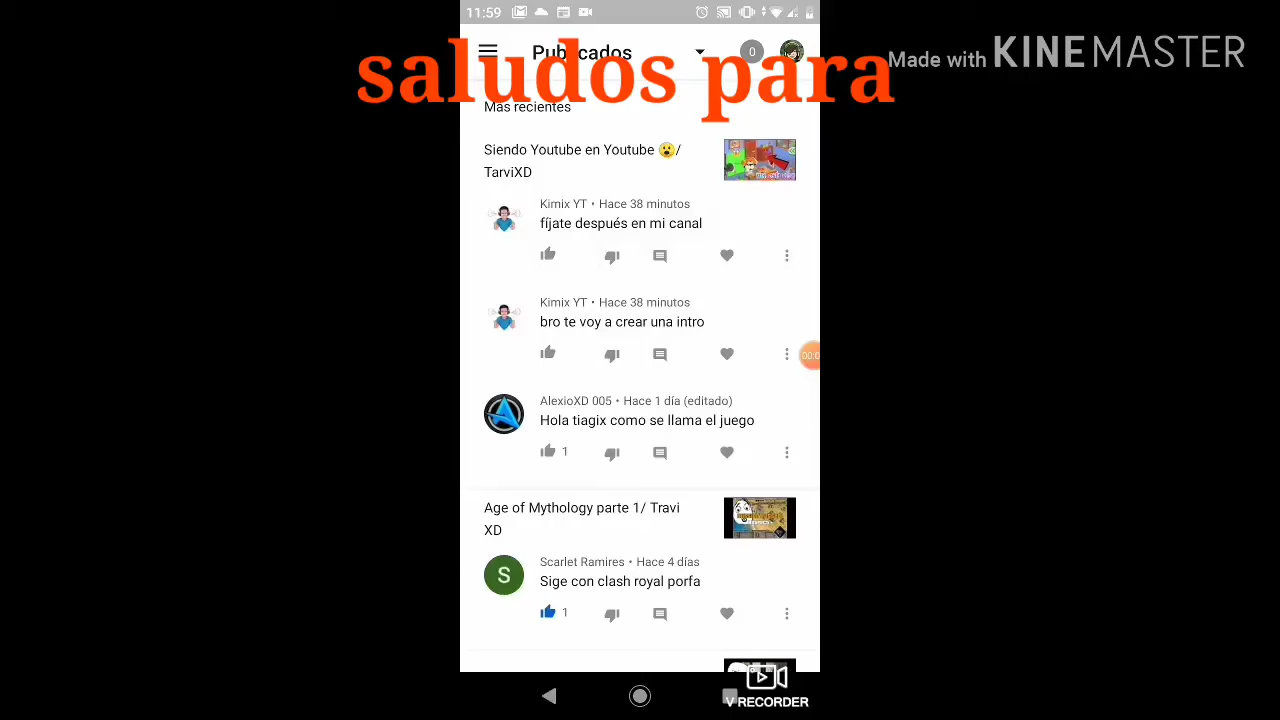 11:59
Publicados
0
saludos para
Made with KINEMASTER
Más recientes
Siendo Youtube en Youtube 😮/
TarviXD
Kimix YT • Hace 38 minutos
fíjate después en mi canal
Kimix YT • Hace 38 minutos
bro te voy a crear una intro
00:0
AlexioXD 005 • Hace 1 día (editado)
Hola tiagix como se llama el juego
1
Age of Mythology parte 1/ Travi
XD
S
Scarlet Ramires • Hace 4 días
Sige con clash royal porfa
1
V RECORDER